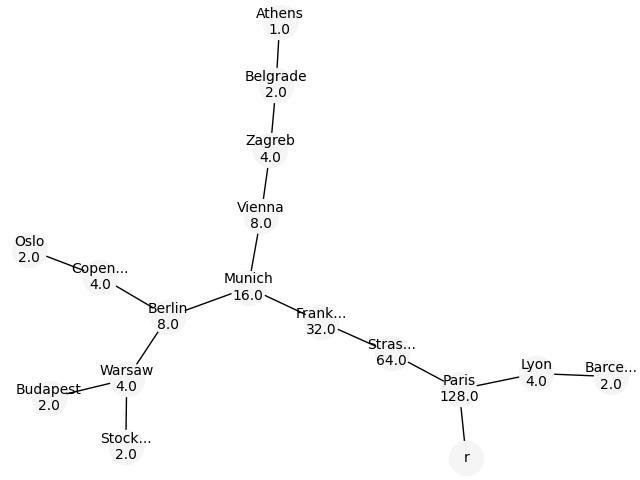 Athens
1.0
Belgrade
2.0
Zagreb
4.0
Vienna
8.0
Oslo
2.0
Copen...
4.0
Munich
16.0
Berlin
8.0
Frank...
32.0
Stras...
64.0
Warsaw
4.0
Budapest
2.0
Paris
128.0
Lyon
4.0
Barce...
2.0
Stock...
2.0
r